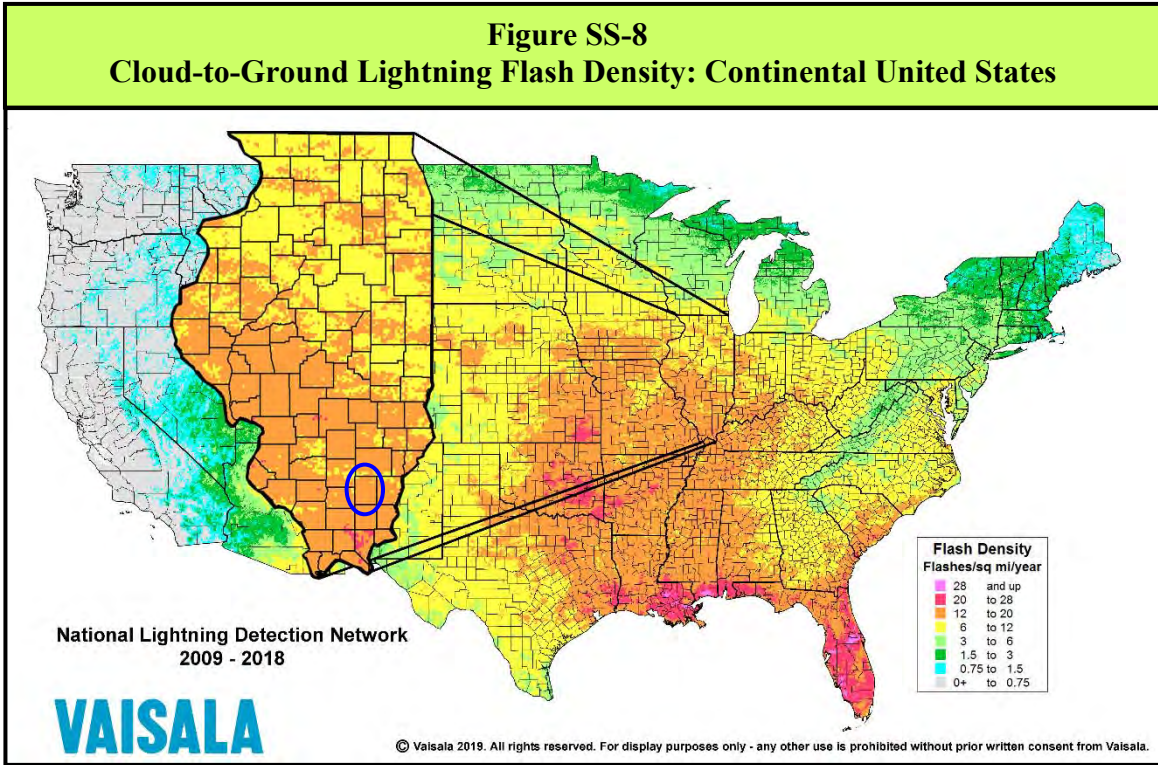 Figure SS-8
Cloud-to-Ground Lightning Flash Density: Continental United States
Flash Density
Flashes/sq mi/year
28 and up
20 to 28
12 to 20
6 to 12
3 to 6
1.5 to 3
0.75 to 1.5
0+ to 0.75
National Lightning Detection Network
2009 - 2018
VAISALA
© Vaisala 2019. All rights reserved. For display purposes only - any other use is prohibited without prior written consent from Vaisala.